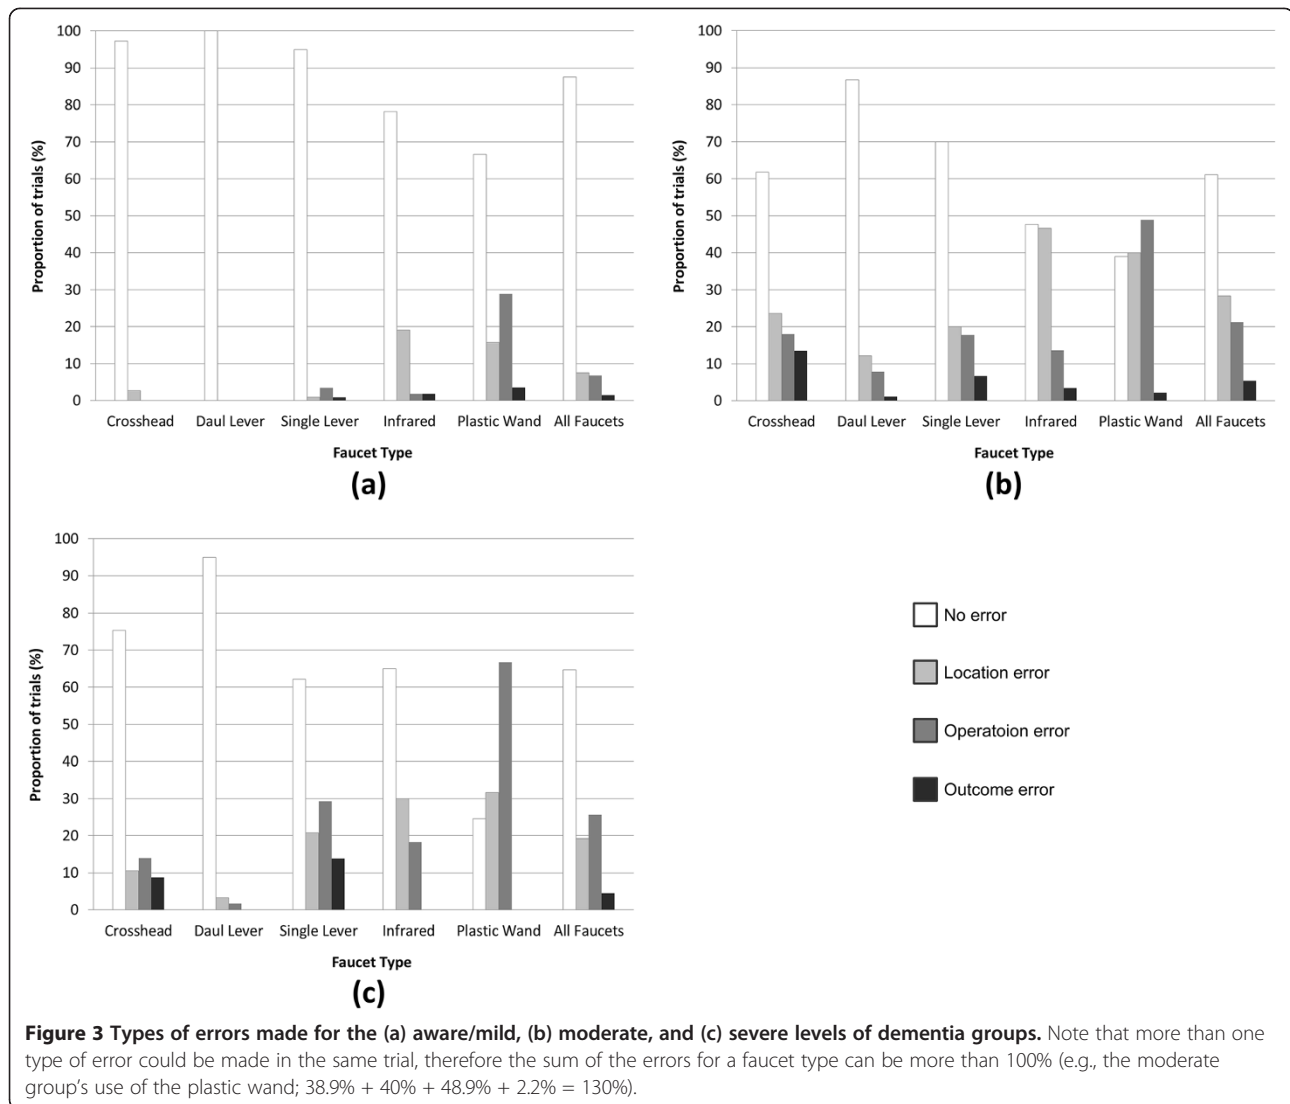 100
90
80
70
60
50
40
30
20
10
0
Proportion of trials (%)
Crosshead Daul Lever Single Lever Infrared Plastic Wand All Faucets
Faucet Type
(a)
100
90
80
70
60
50
40
30
20
10
0
Proportion of trials (%)
Crosshead Daul Lever Single Lever Infrared Plastic Wand All Faucets
Faucet Type
(b)
100
90
80
70
60
50
40
30
20
10
0
Proportion of trials (%)
Crosshead Daul Lever Single Lever Infrared Plastic Wand All Faucets
Faucet Type
(c)
No error
Location error
Operatoion error
Outcome error
Figure 3 Types of errors made for the (a) aware/mild, (b) moderate, and (c) severe levels of dementia groups. Note that more than one
type of error could be made in the same trial, therefore the sum of the errors for a faucet type can be more than 100% (e.g., the moderate
group's use of the plastic wand; 38.9% + 40% + 48.9% + 2.2% = 130%).